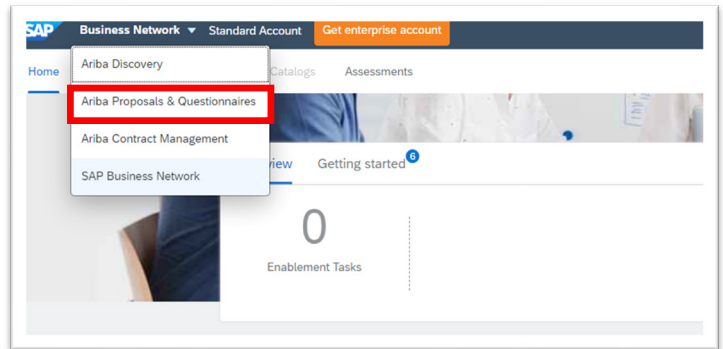 SAP Business Network Standard Account Get enterprise account
Home Catalogs Assessments
Ariba Discovery
Ariba Proposals & Questionnaires
Ariba Contract Management
SAP Business Network
Getting started 6
0
Enablement Tasks